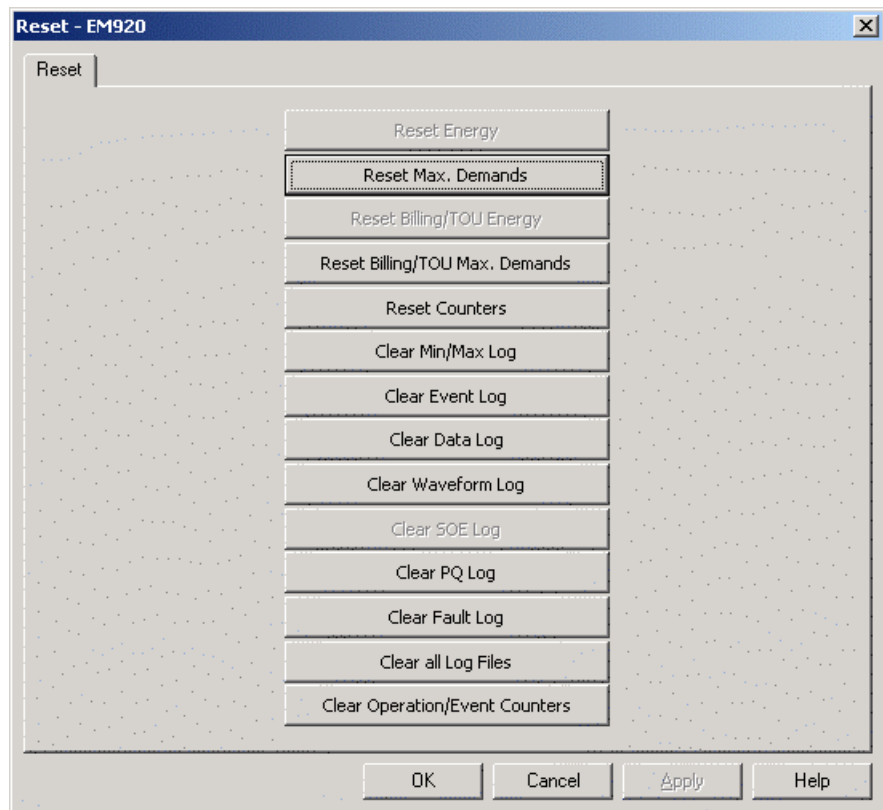 Reset - EM920
Reset
Reset Energy
Reset Max. Demands
Reset Billing/TOU Energy
Reset Billing/TOU Max. Demands
Reset Counters
Clear Min/Max Log
Clear Event Log
Clear Data Log
Clear Waveform Log
Clear SOE Log
Clear PQ Log
Clear Fault Log
Clear all Log Files
Clear Operation/Event Counters
OK Cancel Apply Help